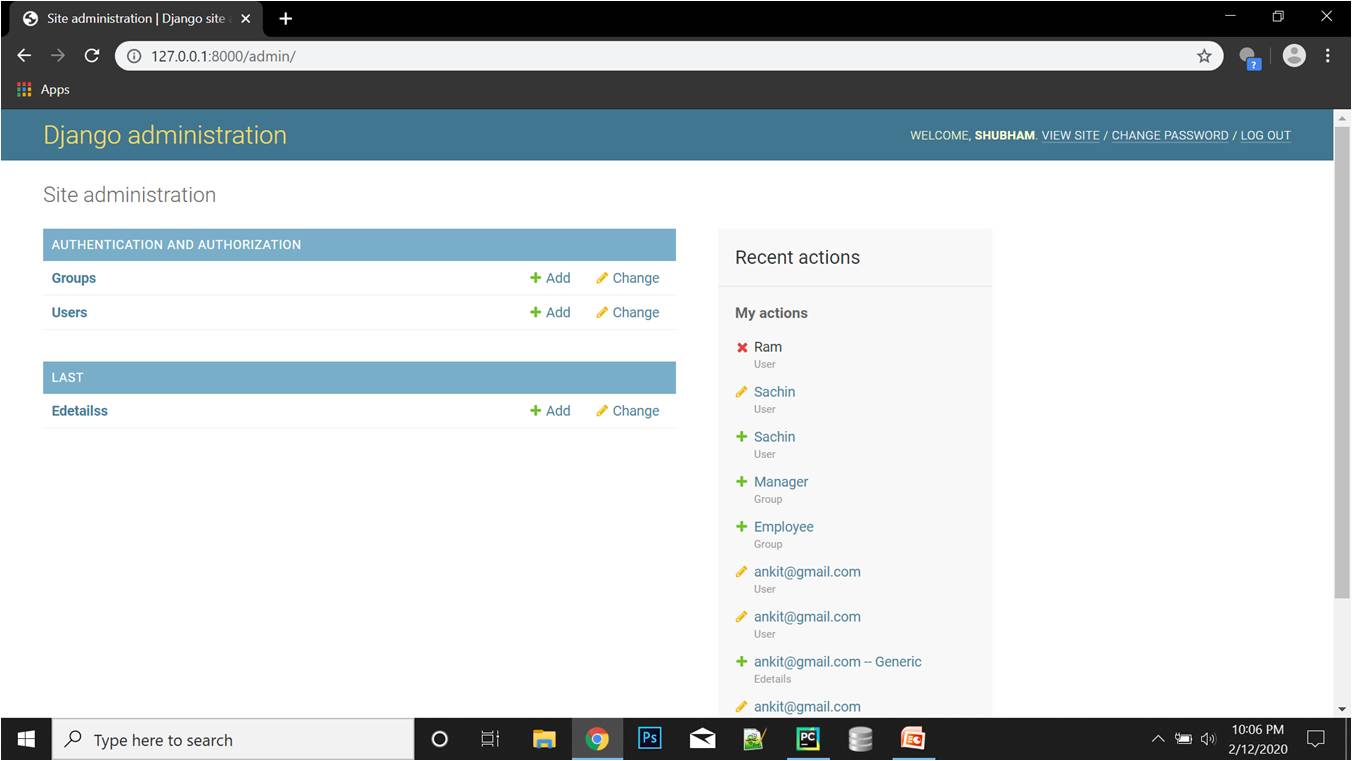 Site administration | Django site
127.0.0.1:8000/admin/
?
Apps
Django administration
WELCOME, SHUBHAM. VIEW SITE / CHANGE PASSWORD / LOG OUT
Site administration
AUTHENTICATION AND AUTHORIZATION
Groups Add Change
Users Add Change
LAST
Edetailss Add Change
Recent actions
My actions
Ram
User
Sachin
User
Sachin
User
Manager
Group
Employee
Group
ankit@gmail.com
User
ankit@gmail.com
User
ankit@gmail.com -- Generic
Edetails
ankit@gmail.com
Type here to search
Ps
PC
10:06 PM
2/12/2020